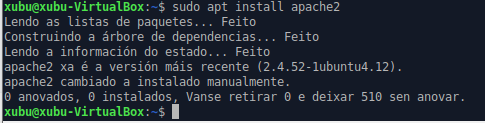 xubu@xubu-VirtualBox:~$ sudo apt install apache2
Lendo as listas de paquetes... Feito
Construindo a árbore de dependencias... Feito
Lendo a información do estado... Feito
apache2 xa é a versión máis recente (2.4.52-1ubuntu4.12).
apache2 cambiado a instalado manualmente.
0 anovados, 0 instalados, Vanse retirar 0 e deixar 510 sen anovar.
xubu@xubu-VirtualBox:~$